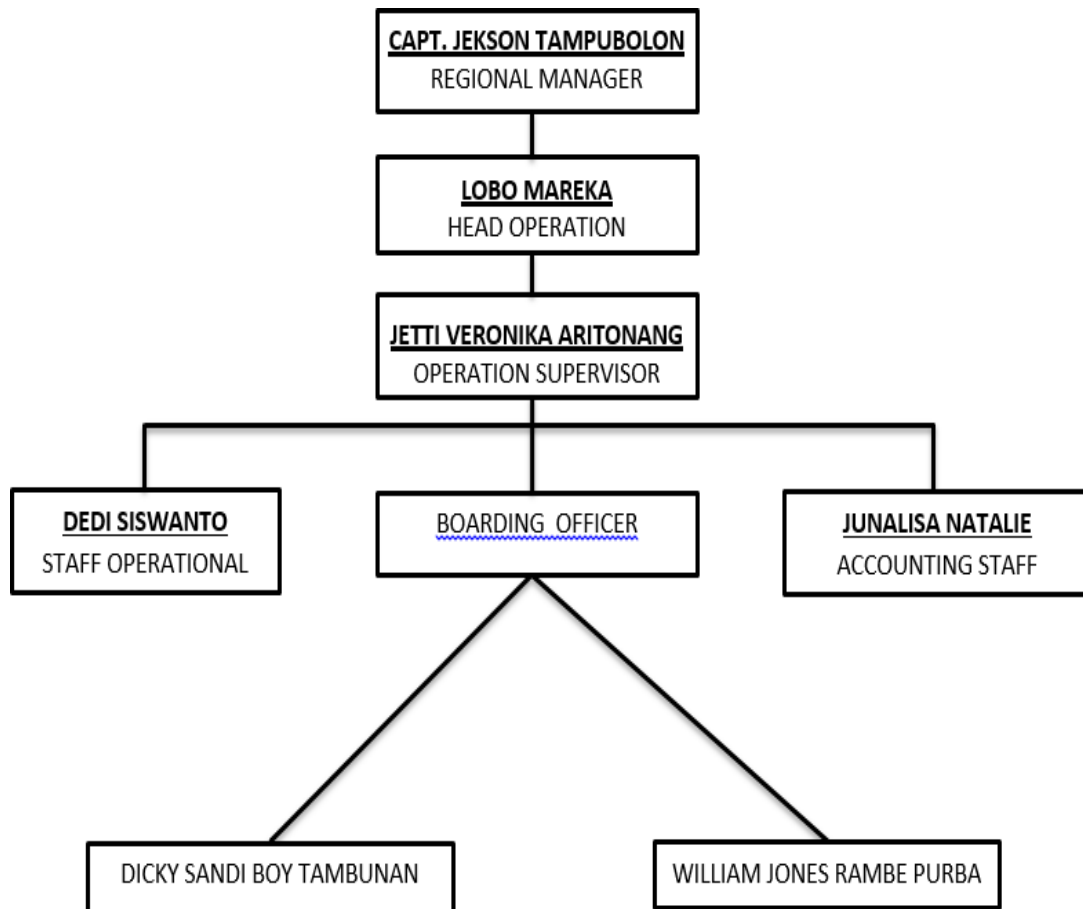 CAPT. JEKSON TAMPUBOLON
REGIONAL MANAGER
LOBO MAREKA
HEAD OPERATION
JETTI VERONIKA ARITONANG
OPERATION SUPERVISOR
DEDI SISWANTO
STAFF OPERATIONAL
BOARDING OFFICER
JUNALISA NATALIE
ACCOUNTING STAFF
DICKY SANDI BOY TAMBUNAN
WILLIAM JONES RAMBE PURBA